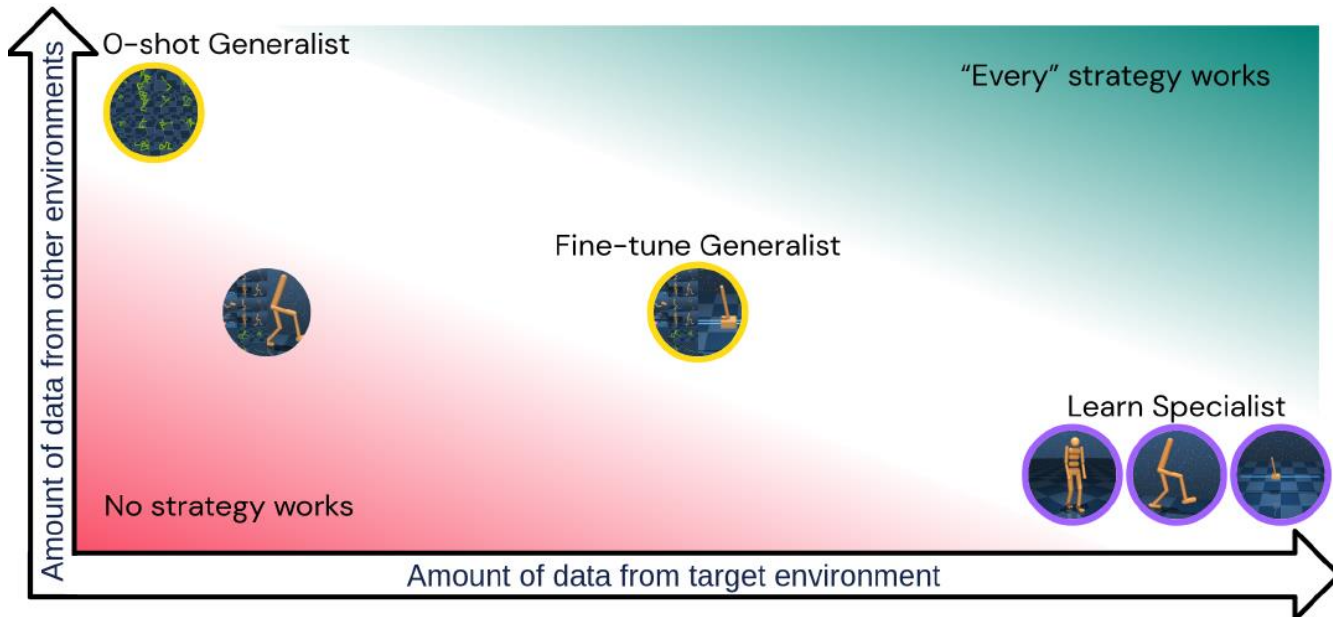 O-shot Generalist
"Every" strategy works
Fine-tune Generalist
Learn Specialist
No strategy works
Amount of data from other environments
Amount of data from target environment